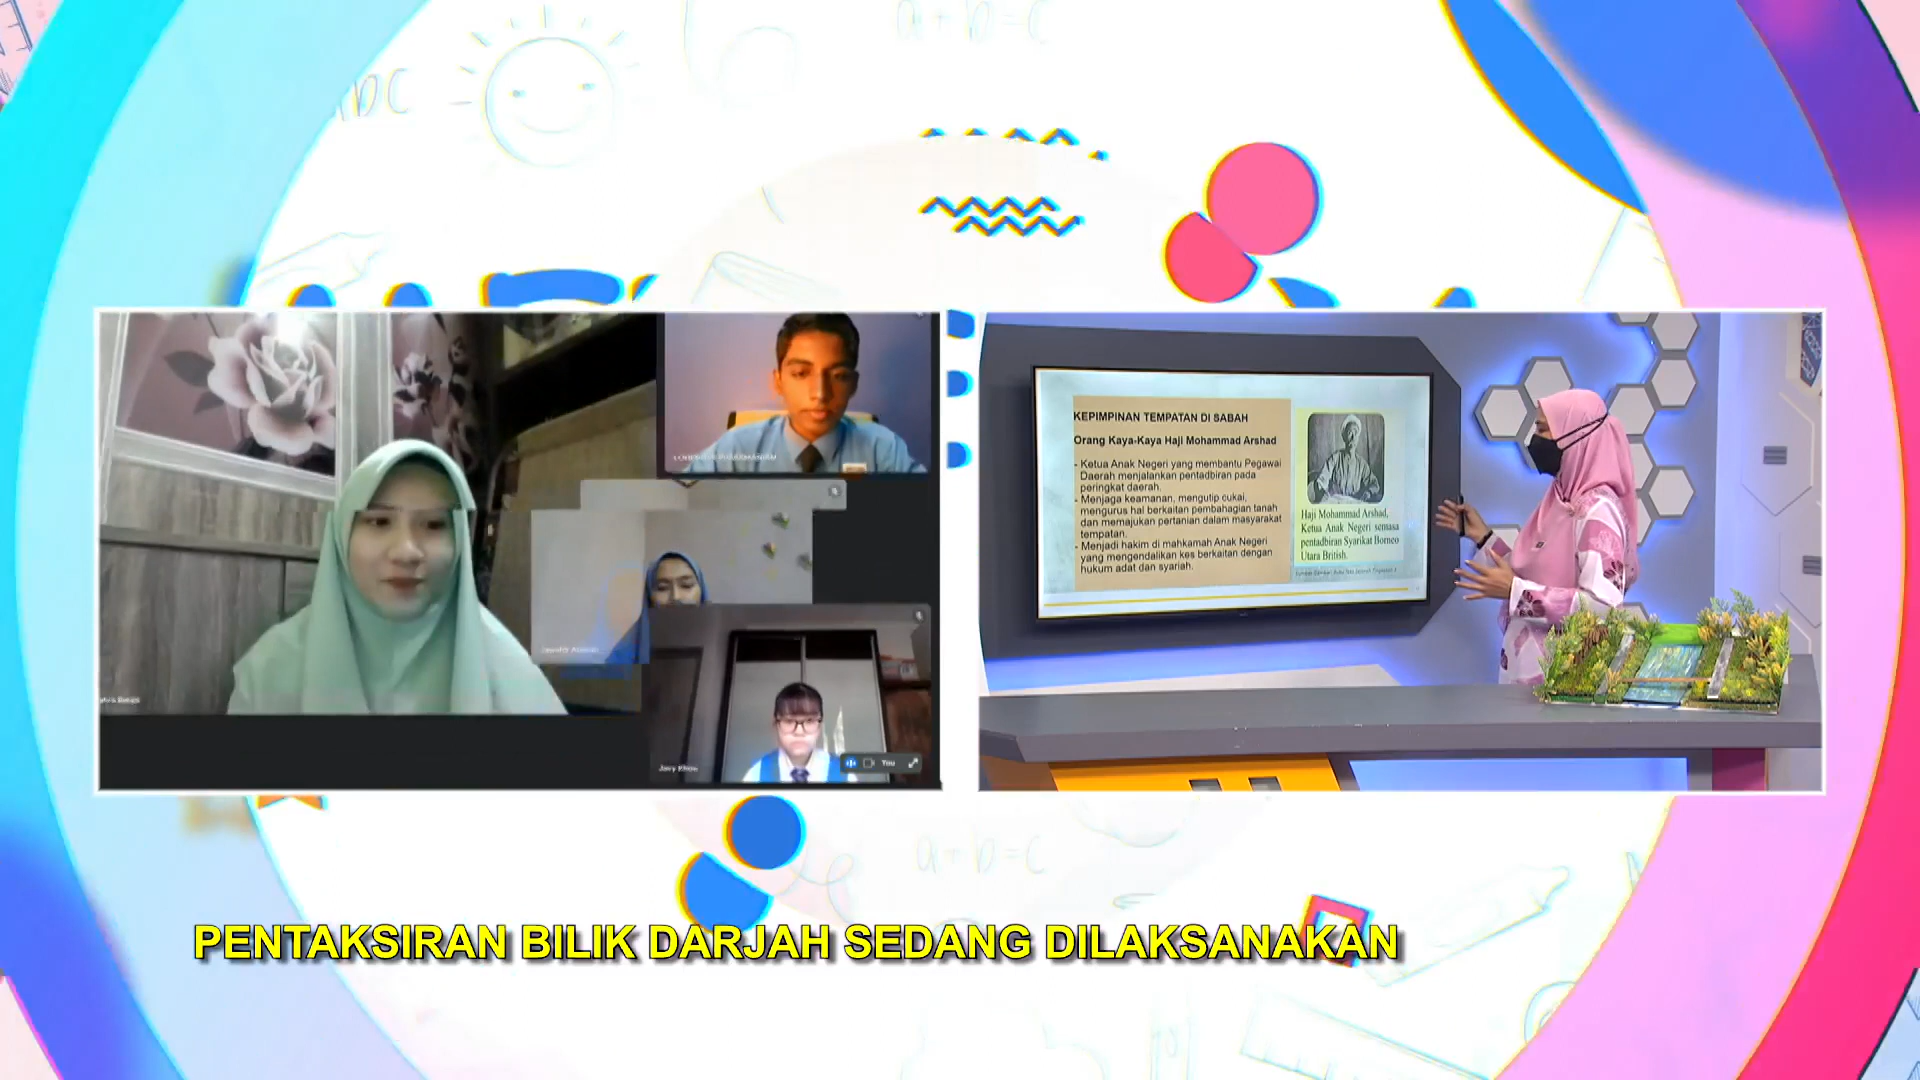 a + b = c
abc
KEPIMPINAN TEMPATAN DI SABAH
Orang Kaya-Kaya Haji Mohammad Arshad
- Ketua Anak Negeri yang membantu Pegawai
Daerah menjalankan pentadbiran pada
peringkat daerah.
- Menjaga keamanan, mengutip cukai,
mengurus hal berkaitan pembahagian tanah
dan memajukan pertanian dalam masyarakat
tempatan.
- Menjadi hakim di mahkamah Anak Negeri
yang mengendalikan kes berkaitan dengan
hukum adat dan syariah.
Haji Mohammad Arshad,
Ketua Anak Negeri semasa
pentadbiran Syarikat Borneo
Utara British.
You
a + b = c
PENTAKSIRAN BILIK DARJAH SEDANG DILAKSANAKAN